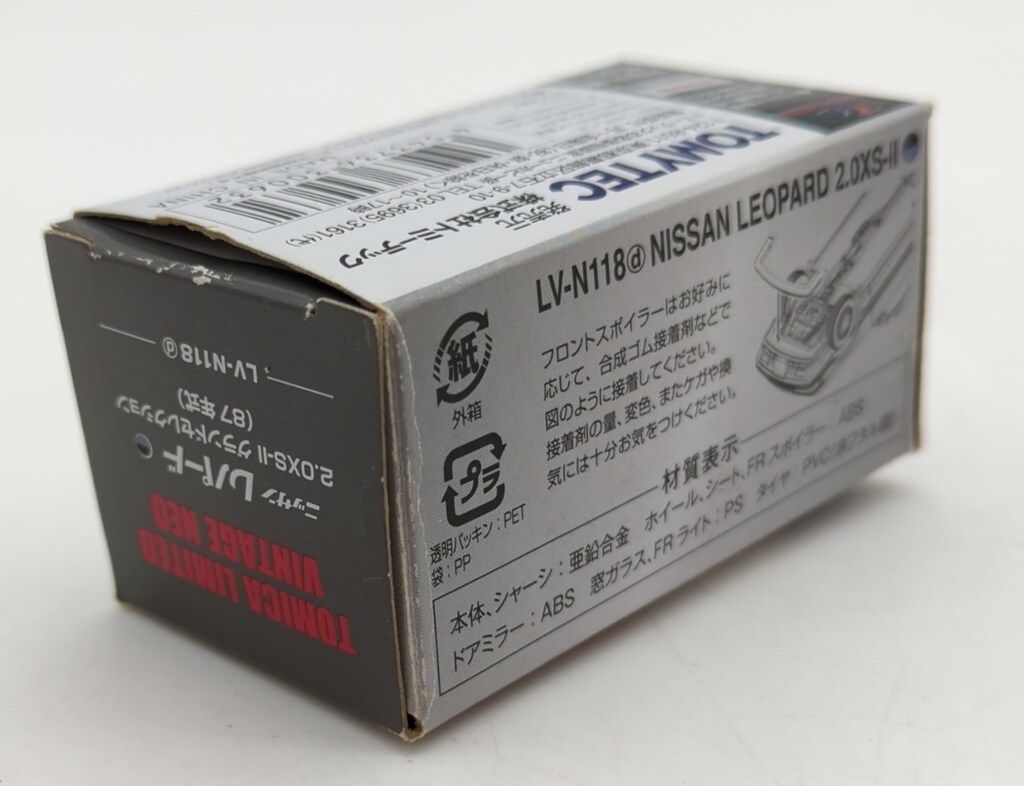 TOMYTEC
発売元
株式会社トミーテック
LV-N118ⓓ NISSAN LEOPARD 2.0XS-II
フロントスポイラーはお好みに
応じて、合成ゴム接着剤などで
図のように接着してください。
接着剤の量、変色、またケガや換
気には十分お気をつけください。
紙
外箱
プラ
透明パッキン：PET
袋：PP
材質表示
本体、シャーシ：亜鉛合金 ホイール、シート、FRスポイラー：ABS
ドアミラー：ABS 窓ガラス、FRライト：PS タイヤ：PVC
TOMICA LIMITED
VINTAGE NEO
ニッサン レパード
2.0XS-II グランドセレクション
(87年式)
LV-N118ⓓ